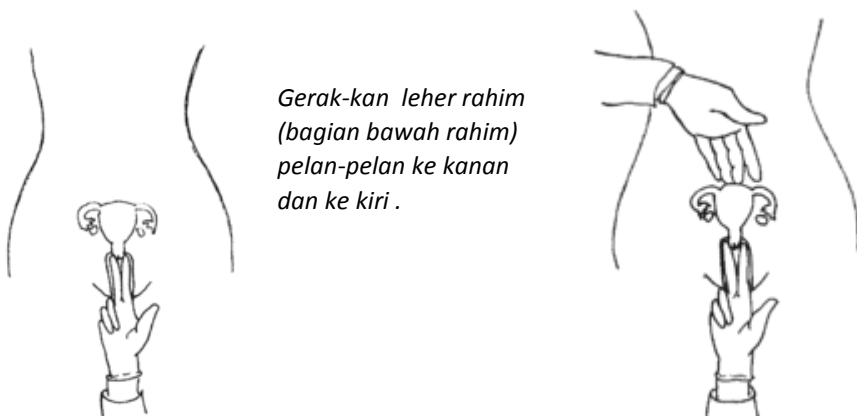 Gerak-kan leher rahim
(bagian bawah rahim)
pelan-pelan ke kanan
dan ke kiri .